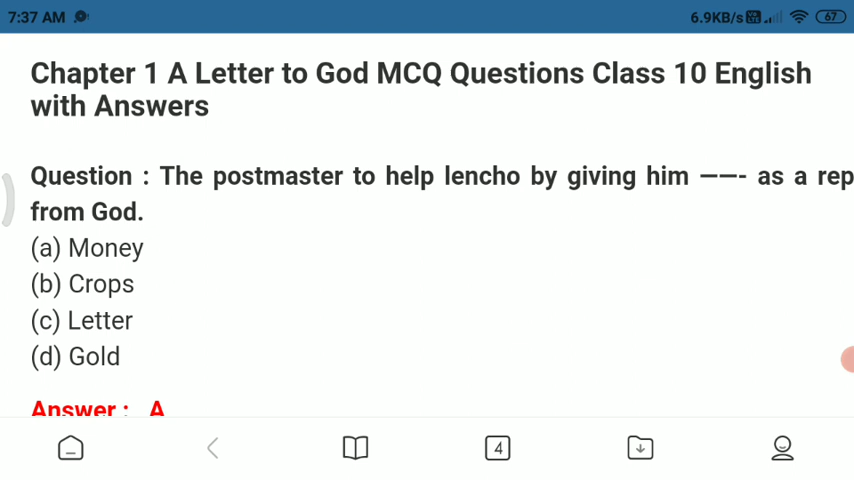 7:37 AM
6.9KB/s 67
Chapter 1 A Letter to God MCQ Questions Class 10 English
with Answers
Question : The postmaster to help lencho by giving him ——- as a rep
from God.
(a) Money
(b) Crops
(c) Letter
(d) Gold
Answer : A
4